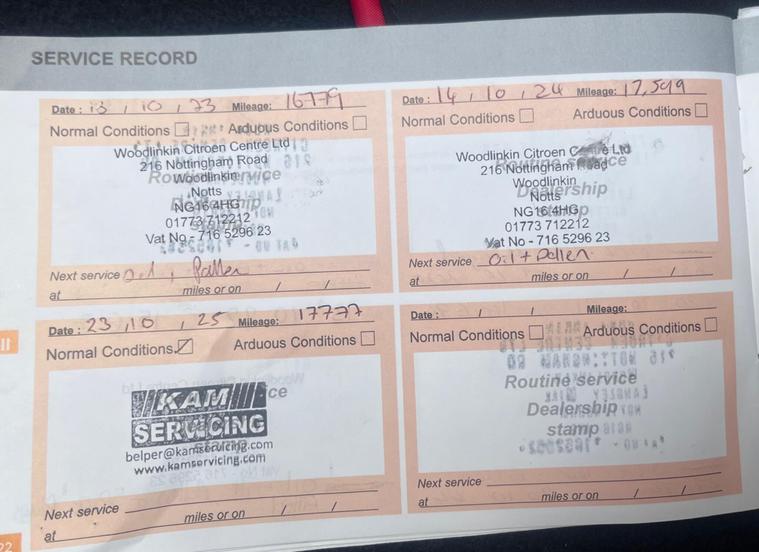 SERVICE RECORD
Date : 13 / 10 / 23 Mileage: 16779
Normal Conditions Arduous Conditions
Woodlinkin Citroen Centre Ltd
216 Nottingham Road
Woodlinkin
Notts
NG16 4HG
01773 712212
Vat No - 716 5296 23
Next service Oil + Pollen
at miles or on / /
Date : 14 / 10 / 24 Mileage: 17,599
Normal Conditions Arduous Conditions
Woodlinkin Citroen Centre Ltd
216 Nottingham Road
Routine service
Woodlinkin
Dealership
Notts
stamp
NG16 4HG
01773 712212
Vat No - 716 5296 23
Next service Oil + Pollen
at miles or on / /
Date : 23 / 10 / 25 Mileage: 17777
Normal Conditions Arduous Conditions
KAM
SERVICING
belper@kamservicing.com
www.kamservicing.com
Next service
at miles or on / /
Date : / / Mileage:
Normal Conditions Arduous Conditions
Routine service
Dealership
stamp
Next service
at miles or on / /
22